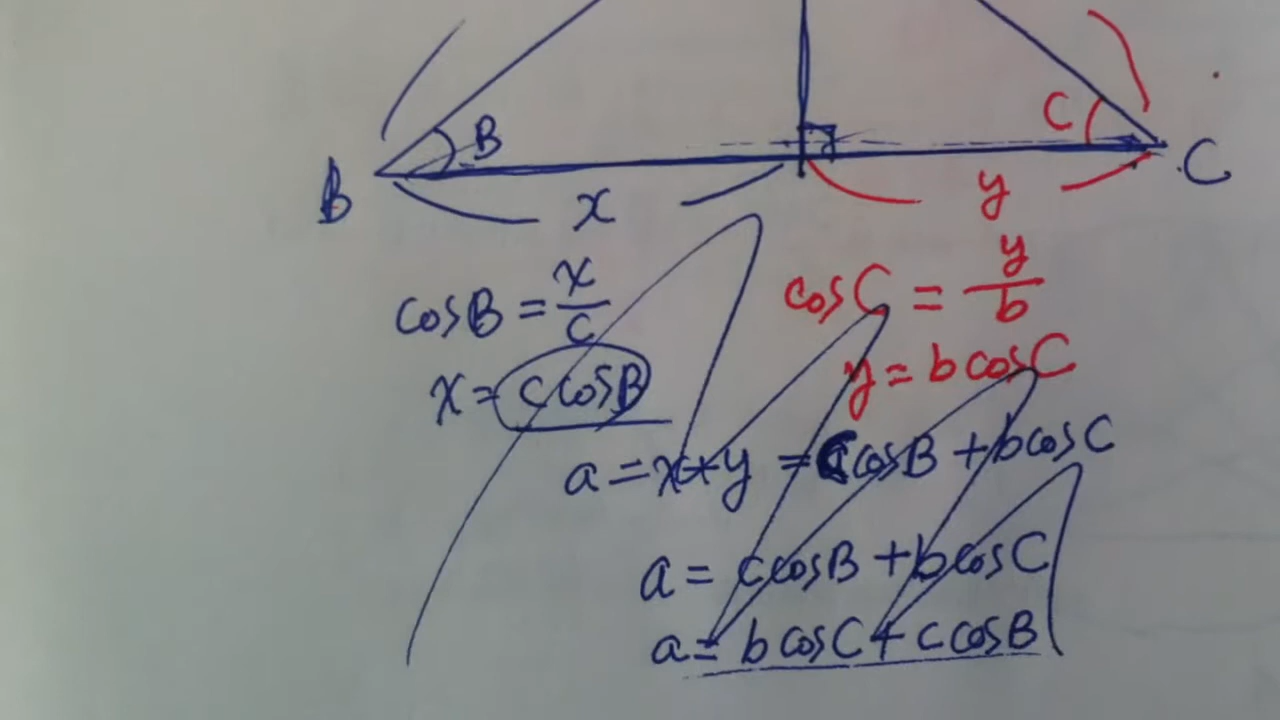 B C
B C
x y
cosB = x/c cosC = y/b
x = c cosB y = b cosC
a = x + y = c cosB + b cosC
a = c cosB + b cosC
a = b cosC + c cosB